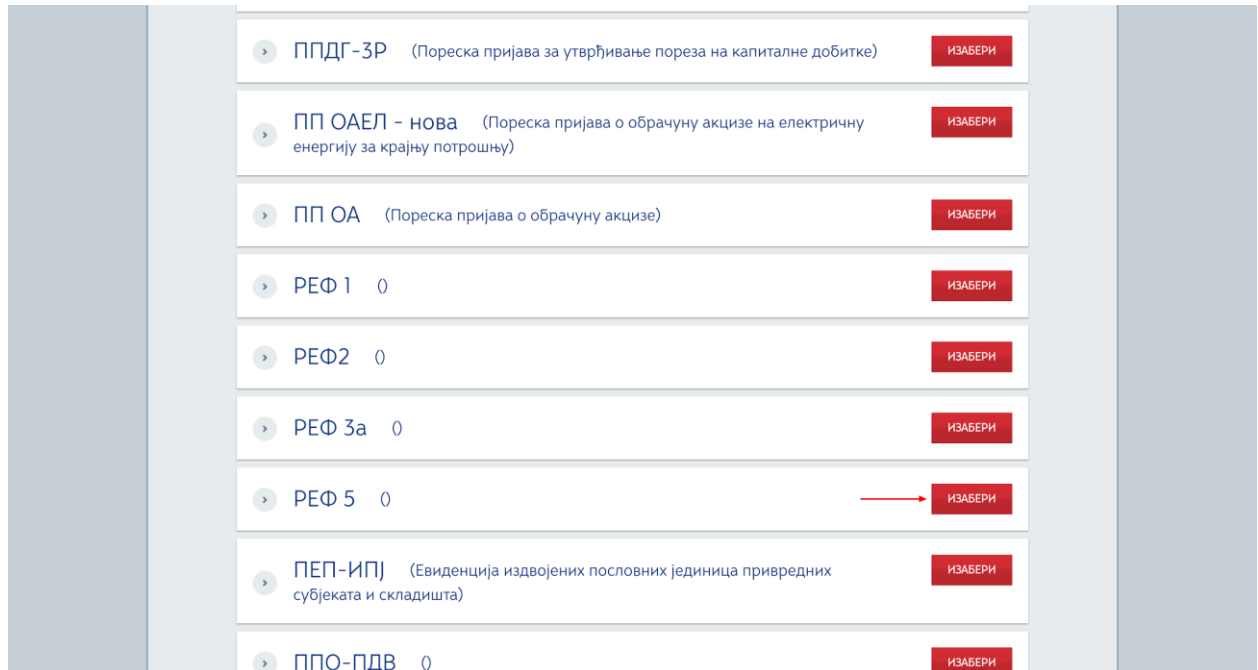 ППДГ-3Р (Пореска пријава за утврђивање пореза на капиталне добитке) ИЗАБЕРИ
ПП ОАЕЛ - нова (Пореска пријава о обрачуну акцизе на електричну ИЗАБЕРИ
енергију за крајњу потрошњу)
ПП ОА (Пореска пријава о обрачуну акцизе) ИЗАБЕРИ
РЕФ 1 () ИЗАБЕРИ
РЕФ2 () ИЗАБЕРИ
РЕФ 3а () ИЗАБЕРИ
РЕФ 5 () ИЗАБЕРИ
ПЕП-ИПЈ (Евиденција издвојених пословних јединица привредних ИЗАБЕРИ
субјеката и складишта)
ППО-ПДВ () ИЗАБЕРИ